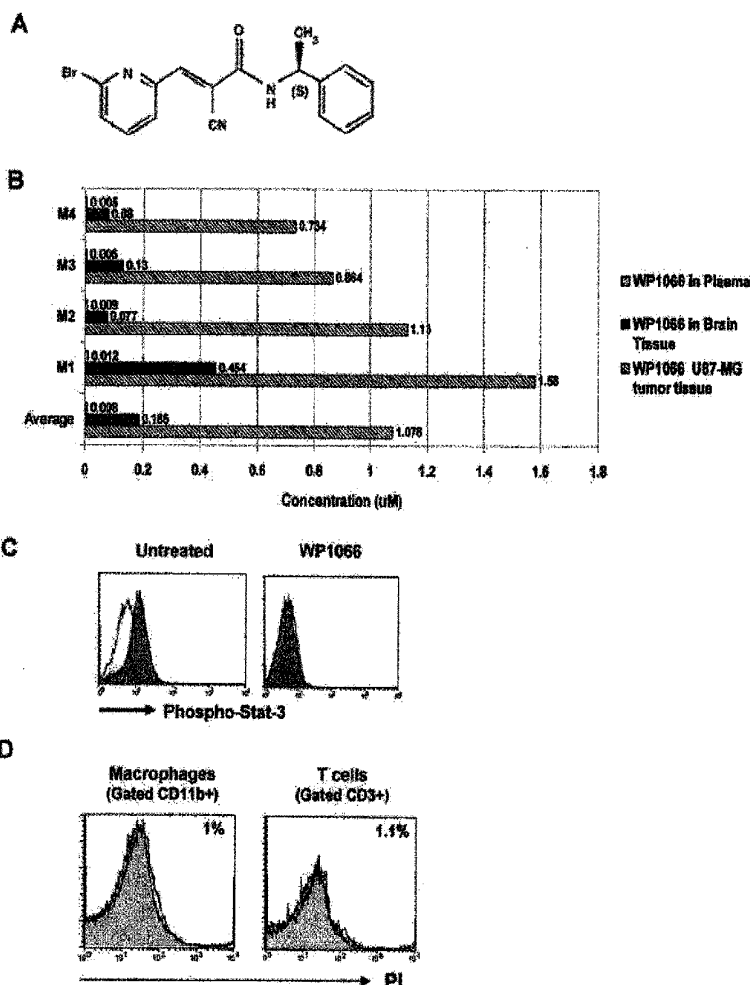 A
O
CH3
Br
N
N
H
(S)
CN
B
M4
0.005
0.08
0.734
M3
0.13
0.864
M2
0.009
0.077
1.13
M1
0.012
0.454
1.58
Average
0.185
1.078
0 0.2 0.4 0.6 0.8 1 1.2 1.4 1.6 1.8
Concentration (uM)
WP1066 in Plasma
WP1066 in Brain
Tissue
WP1066 U87-MG
tumor tissue
C
Untreated WP1066
Phospho-Stat-3
D
Macrophages
(Gated CD11b+)
1%
T cells
(Gated CD3+)
1.1%
PI